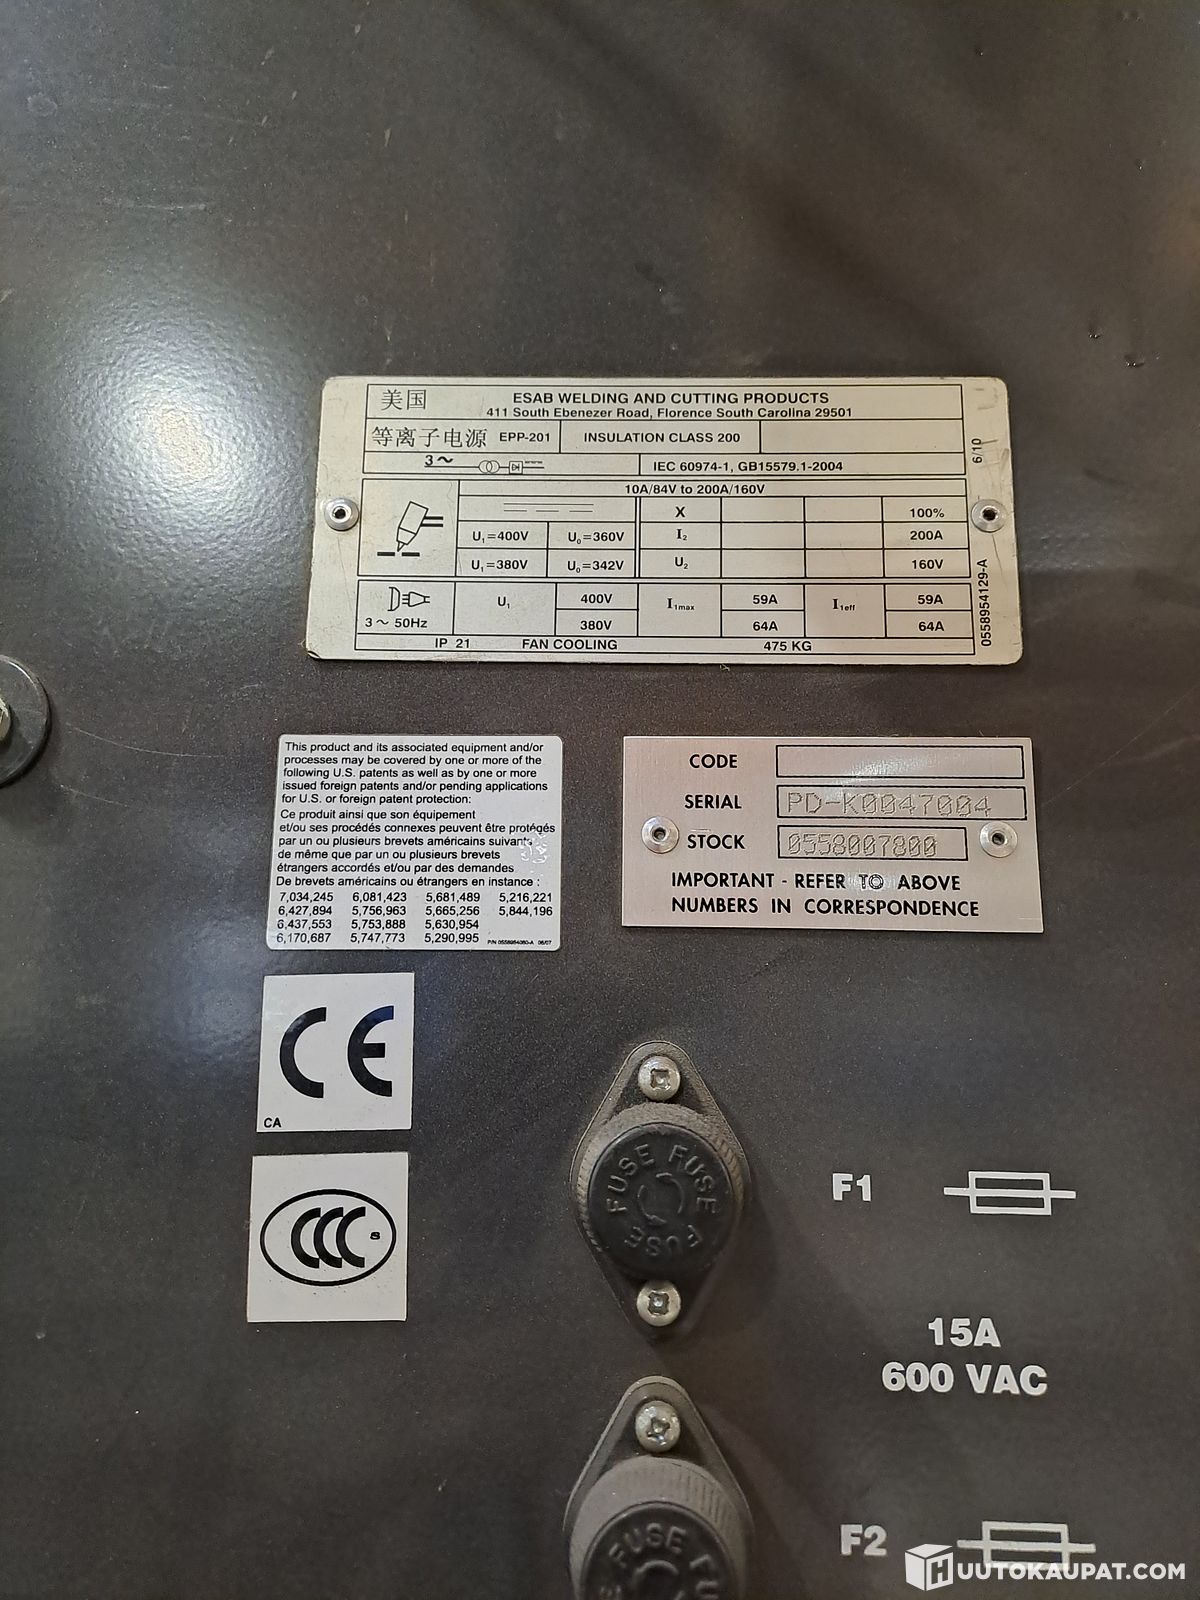 美国
ESAB WELDING AND CUTTING PRODUCTS
411 South Ebenezer Road, Florence South Carolina 29501
等离子电源 EPP-201 INSULATION CLASS 200
3~
IEC 60974-1, GB15579.1-2004
6/10
10A/84V to 200A/160V
X 100%
U1=400V U0=360V I2 200A
U1=380V U0=342V U2 160V
3~ 50Hz U1 400V I1max 59A I1eff 59A
380V 64A 64A
IP 21 FAN COOLING 475 KG
0558954129-A
This product and its associated equipment and/or
processes may be covered by one or more of the
following U.S. patents as well as by one or more
issued foreign patents and/or pending applications
for U.S. or foreign patent protection:
Ce produit ainsi que son équipement
et/ou ses procédés connexes peuvent être protégés
par un ou plusieurs brevets américains suivants
de même que par un ou plusieurs brevets
étrangers accordés et/ou par des demandes
De brevets américains ou étrangers en instance :
7,034,245 6,081,423 5,681,489 5,216,221
6,427,894 5,756,963 5,665,256 5,844,196
6,437,553 5,753,888 5,630,954
6,170,687 5,747,773 5,290,995 P/N 0558954080-A 06/07
CODE
SERIAL PD-K0047004
STOCK 0558007800
IMPORTANT - REFER TO ABOVE
NUMBERS IN CORRESPONDENCE
CE
CA
CCC S
FUSE FUSE FUSE
F1
15A
600 VAC
FUSE
F2
HUUTOKAUPAT.COM